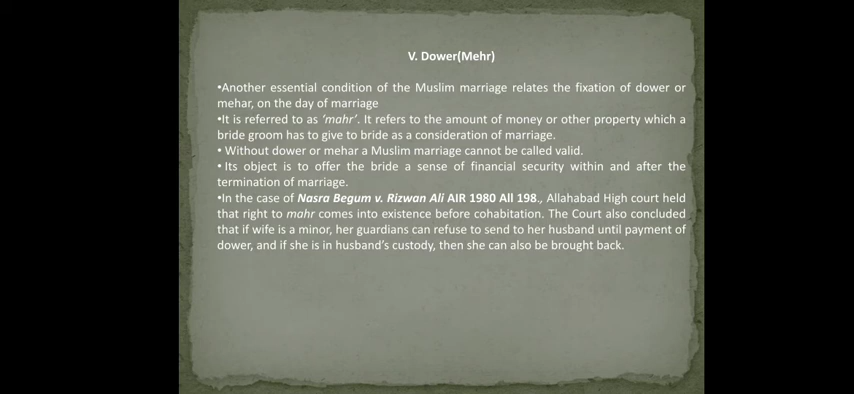 V. Dower(Mehr)
•Another essential condition of the Muslim marriage relates the fixation of dower or
mehar, on the day of marriage
•It is referred to as ‘mahr’. It refers to the amount of money or other property which a
bride groom has to give to bride as a consideration of marriage.
• Without dower or mehar a Muslim marriage cannot be called valid.
• Its object is to offer the bride a sense of financial security within and after the
termination of marriage.
•In the case of Nasra Begum v. Rizwan Ali AIR 1980 All 198., Allahabad High court held
that right to mahr comes into existence before cohabitation. The Court also concluded
that if wife is a minor, her guardians can refuse to send to her husband until payment of
dower, and if she is in husband’s custody, then she can also be brought back.